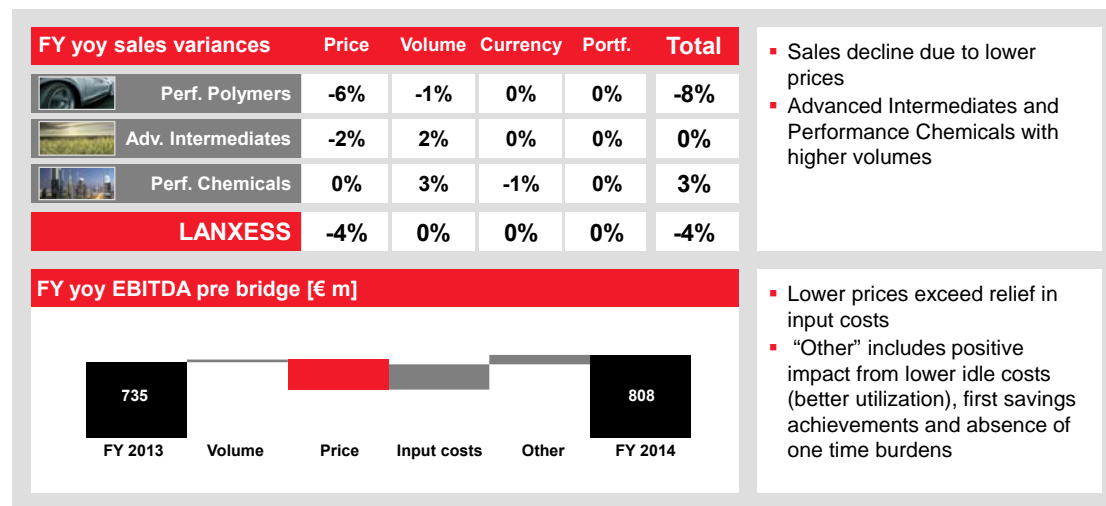 FY yoy sales variances Price Volume Currency Portf. Total
Perf. Polymers -6% -1% 0% 0% -8%
Adv. Intermediates -2% 2% 0% 0% 0%
Perf. Chemicals 0% 3% -1% 0% 3%
LANXESS -4% 0% 0% 0% -4%
▪ Sales decline due to lower
prices
▪ Advanced Intermediates and
Performance Chemicals with
higher volumes
FY yoy EBITDA pre bridge [€ m]
735 808
FY 2013 Volume Price Input costs Other FY 2014
▪ Lower prices exceed relief in
input costs
▪ “Other” includes positive
impact from lower idle costs
(better utilization), first savings
achievements and absence of
one time burdens